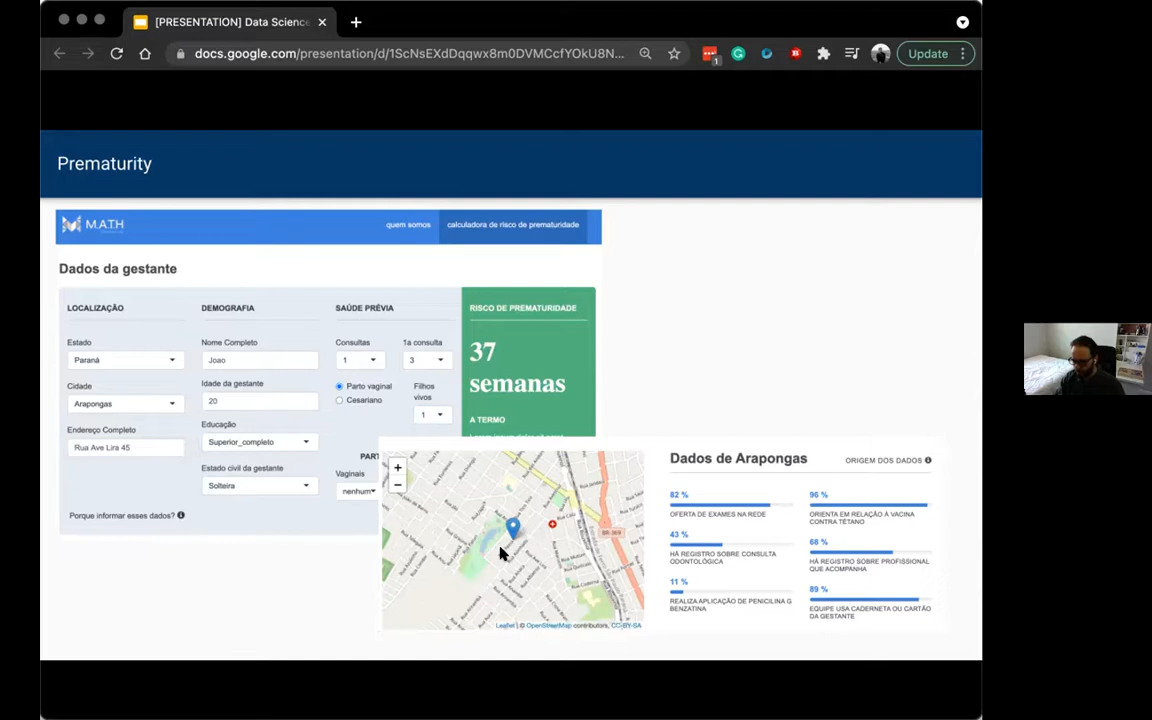 [PRESENTATION] Data Science
docs.google.com/presentation/d/1ScNsEXdDqqwx8m0DVMCcfYOkU8N...
1
Update
Prematurity
M.A.T.H
quem somos
calculadora de risco de prematuridade
Dados da gestante
LOCALIZAÇÃO
Estado
Paraná
Cidade
Arapongas
Endereço Completo
Rua Ave Lira 45
Porque informar esses dados?
DEMOGRAFIA
Nome Completo
Joao
Idade da gestante
20
Educação
Superior_completo
Estado civil da gestante
Solteira
SAÚDE PRÉVIA
Consultas
1
1a consulta
3
Parto vaginal
Cesariano
Filhos
vivos
1
PART
Vaginais
nenhum
RISCO DE PREMATURIDADE
37
semanas
A TERMO
+
−
BR-369
Leaflet | © OpenStreetMap contributors, CC-BY-SA
Dados de Arapongas
ORIGEM DOS DADOS
82 %
OFERTA DE EXAMES NA REDE
43 %
HÁ REGISTRO SOBRE CONSULTA
ODONTOLÓGICA
11 %
REALIZA APLICAÇÃO DE PENICILINA G
BENZATINA
96 %
ORIENTA EM RELAÇÃO À VACINA
CONTRA TÉTANO
68 %
HÁ REGISTRO SOBRE PROFISSIONAL
QUE ACOMPANHA
89 %
EQUIPE USA CADERNETA OU CARTÃO
DA GESTANTE